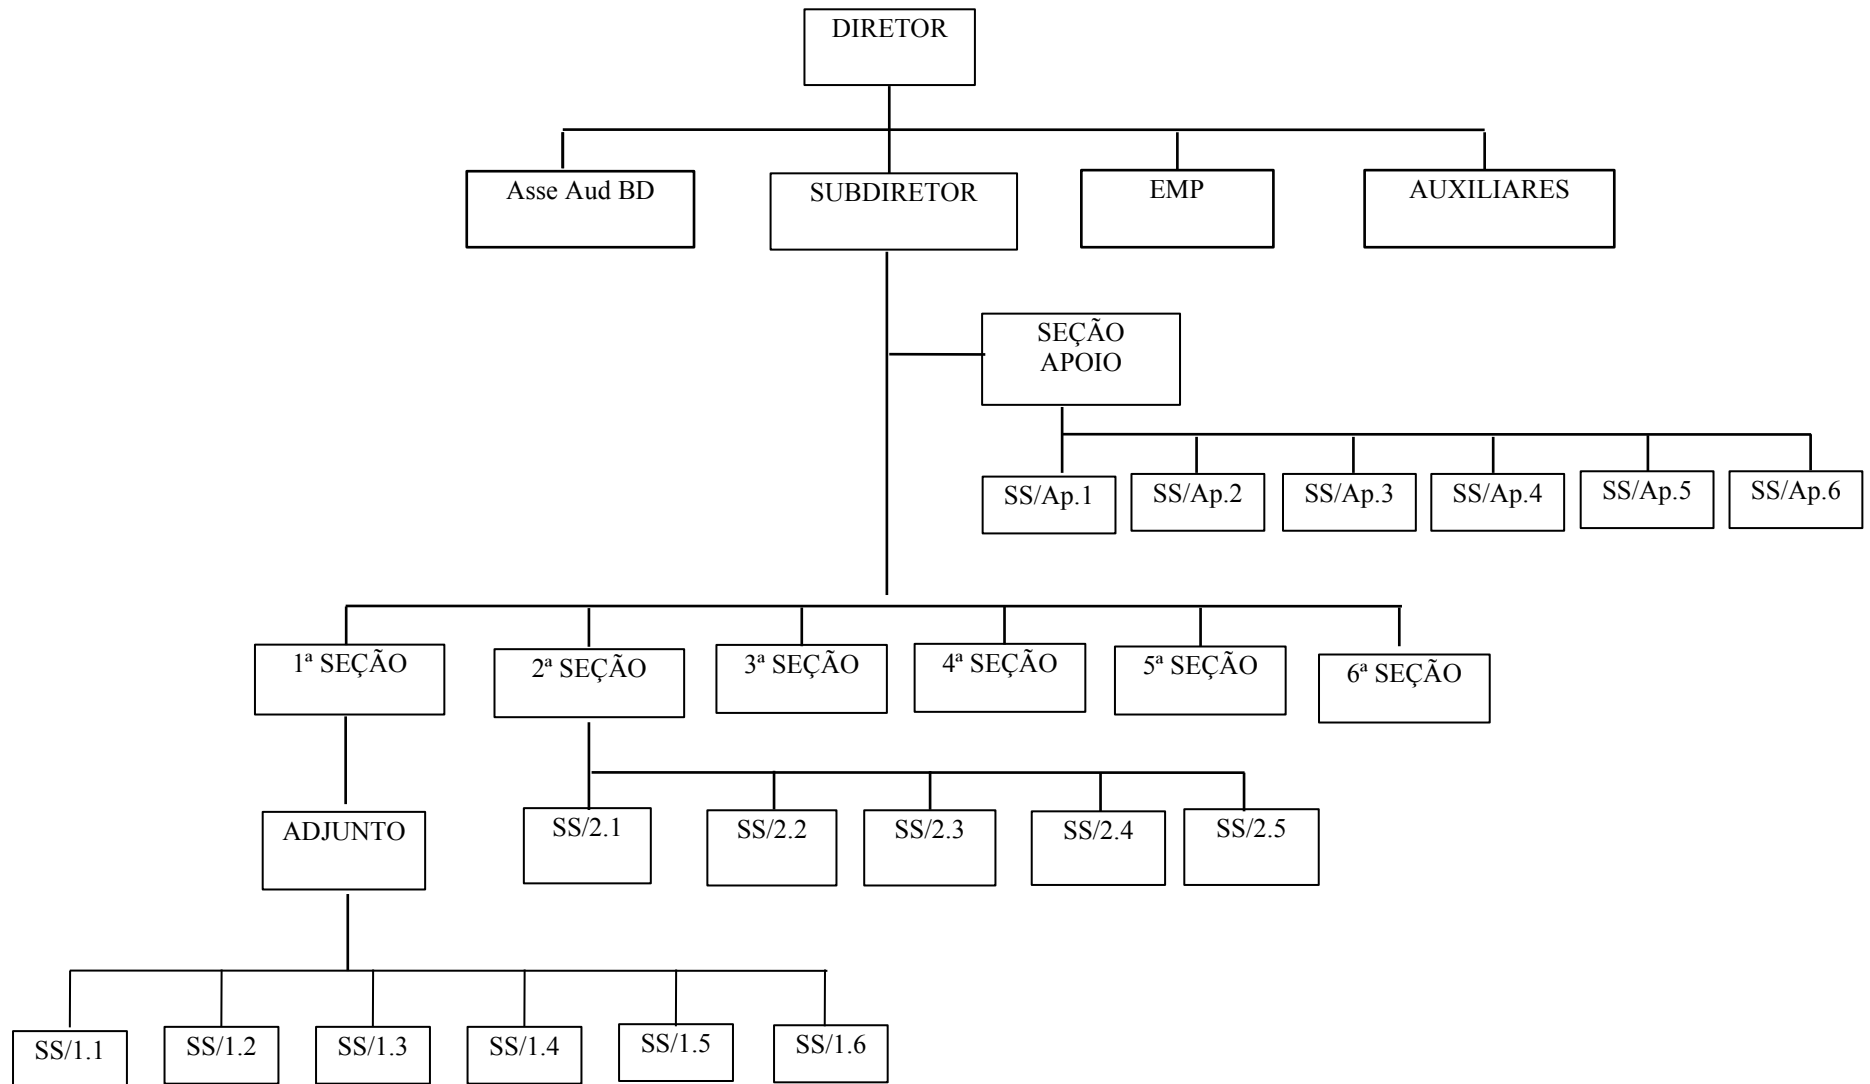 DIRETOR
Asse Aud BD
SUBDIRETOR
EMP
AUXILIARES
SEÇÃO
APOIO
SS/Ap.1
SS/Ap.2
SS/Ap.3
SS/Ap.4
SS/Ap.5
SS/Ap.6
1ª SEÇÃO
2ª SEÇÃO
3ª SEÇÃO
4ª SEÇÃO
5ª SEÇÃO
6ª SEÇÃO
ADJUNTO
SS/2.1
SS/2.2
SS/2.3
SS/2.4
SS/2.5
SS/1.1
SS/1.2
SS/1.3
SS/1.4
SS/1.5
SS/1.6